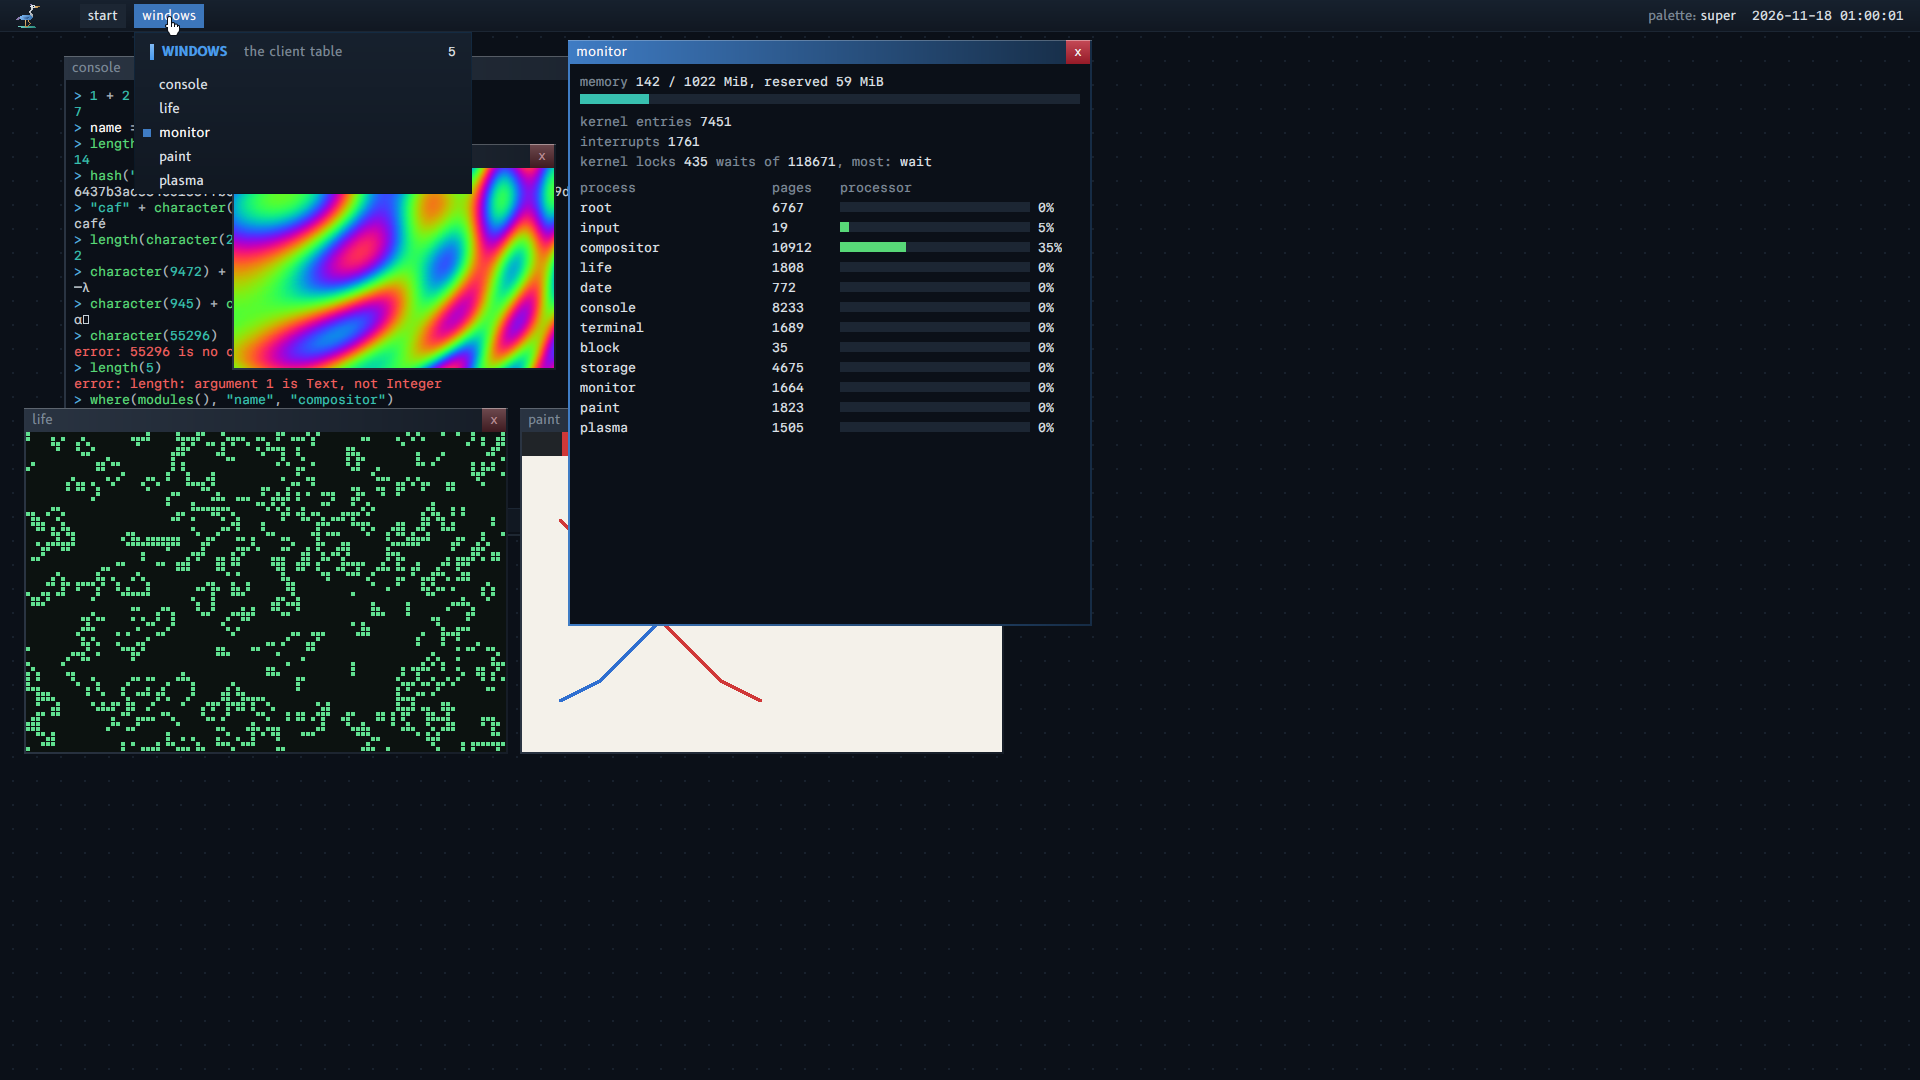 start windows palette: super 2026-11-18 01:00:01
WINDOWS the client table 5
console
life
monitor
paint
plasma
console
> 1 + 2
7
> name =
> length
14
> hash("
> "caf" + character(
café
> length(character(2
2
> character(9472) +
─λ
> character(945) + c
α
> character(55296)
error: 55296 is no c
> length(5)
error: length: argument 1 is Text, not Integer
> where(modules(), "name", "compositor")
x
monitor x
memory 142 / 1022 MiB, reserved 59 MiB
kernel entries 7451
interrupts 1761
kernel locks 435 waits of 118671, most: wait
process pages processor
root 6767 0%
input 19 5%
compositor 10912 35%
life 1808 0%
date 772 0%
console 8233 0%
terminal 1689 0%
block 35 0%
storage 4675 0%
monitor 1664 0%
paint 1823 0%
plasma 1505 0%
life x
paint